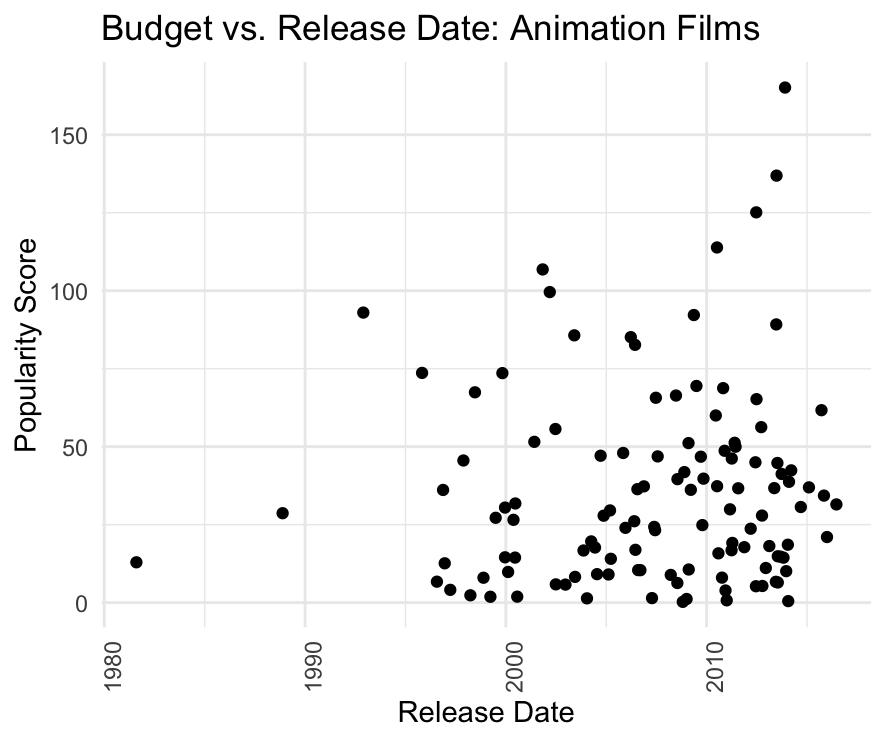 Budget vs. Release Date: Animation Films
Popularity Score
150
100
50
0
1980
1990
2000
2010
Release Date